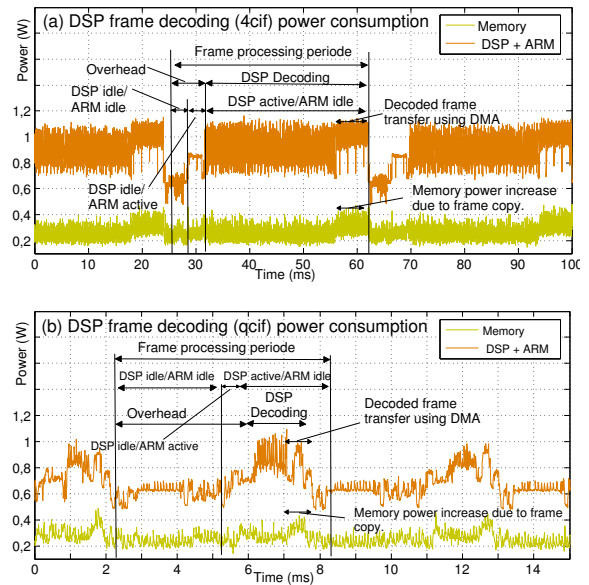 (a) DSP frame decoding (4cif) power consumption
Memory
DSP + ARM
Power (W)
Frame processing periode
Overhead
DSP Decoding
DSP idle/
ARM idle
DSP active/ARM idle
Decoded frame
transfer using DMA
DSP idle/
ARM active
Memory power increase
due to frame copy.
1,2
1
0,8
0,6
0,4
0,2
0 10 20 30 40 50 60 70 80 90 100
Time (ms)
(b) DSP frame decoding (qcif) power consumption
Memory
DSP + ARM
Power (W)
Frame processing periode
DSP idle/ARM idle
DSP active/ARM idle
Overhead
DSP
Decoding
Decoded frame
transfer using DMA
DSP idle/ARM active
Memory power increase due to frame
copy.
1,2
1
0,8
0,6
0,4
0,2
0 2 4 6 8 10 12 14
Time (ms)